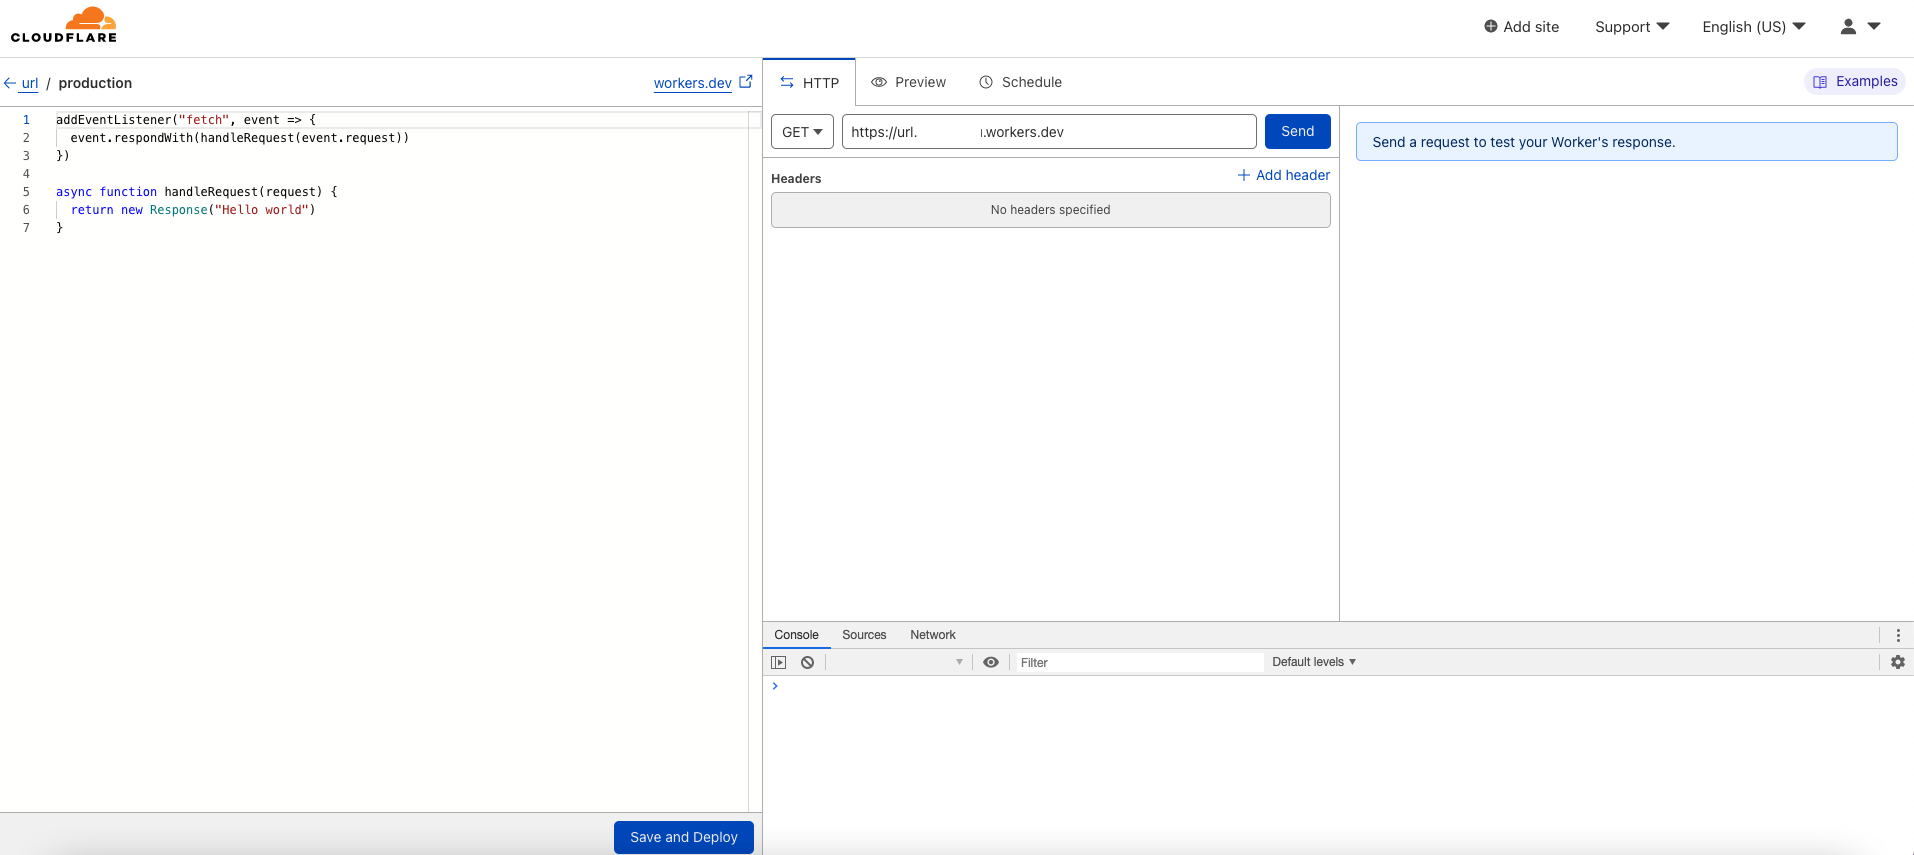 CLOUDFLARE
Add site
Support
English (US)
url / production
workers.dev
HTTP
Preview
Schedule
Examples
1 addEventListener("fetch", event => {
2 event.respondWith(handleRequest(event.request))
3 })
4
5 async function handleRequest(request) {
6 return new Response("Hello world")
7 }
Save and Deploy
GET
https://url. .workers.dev
Send
Headers
Add header
No headers specified
Send a request to test your Worker's response.
Console
Sources
Network
Filter
Default levels